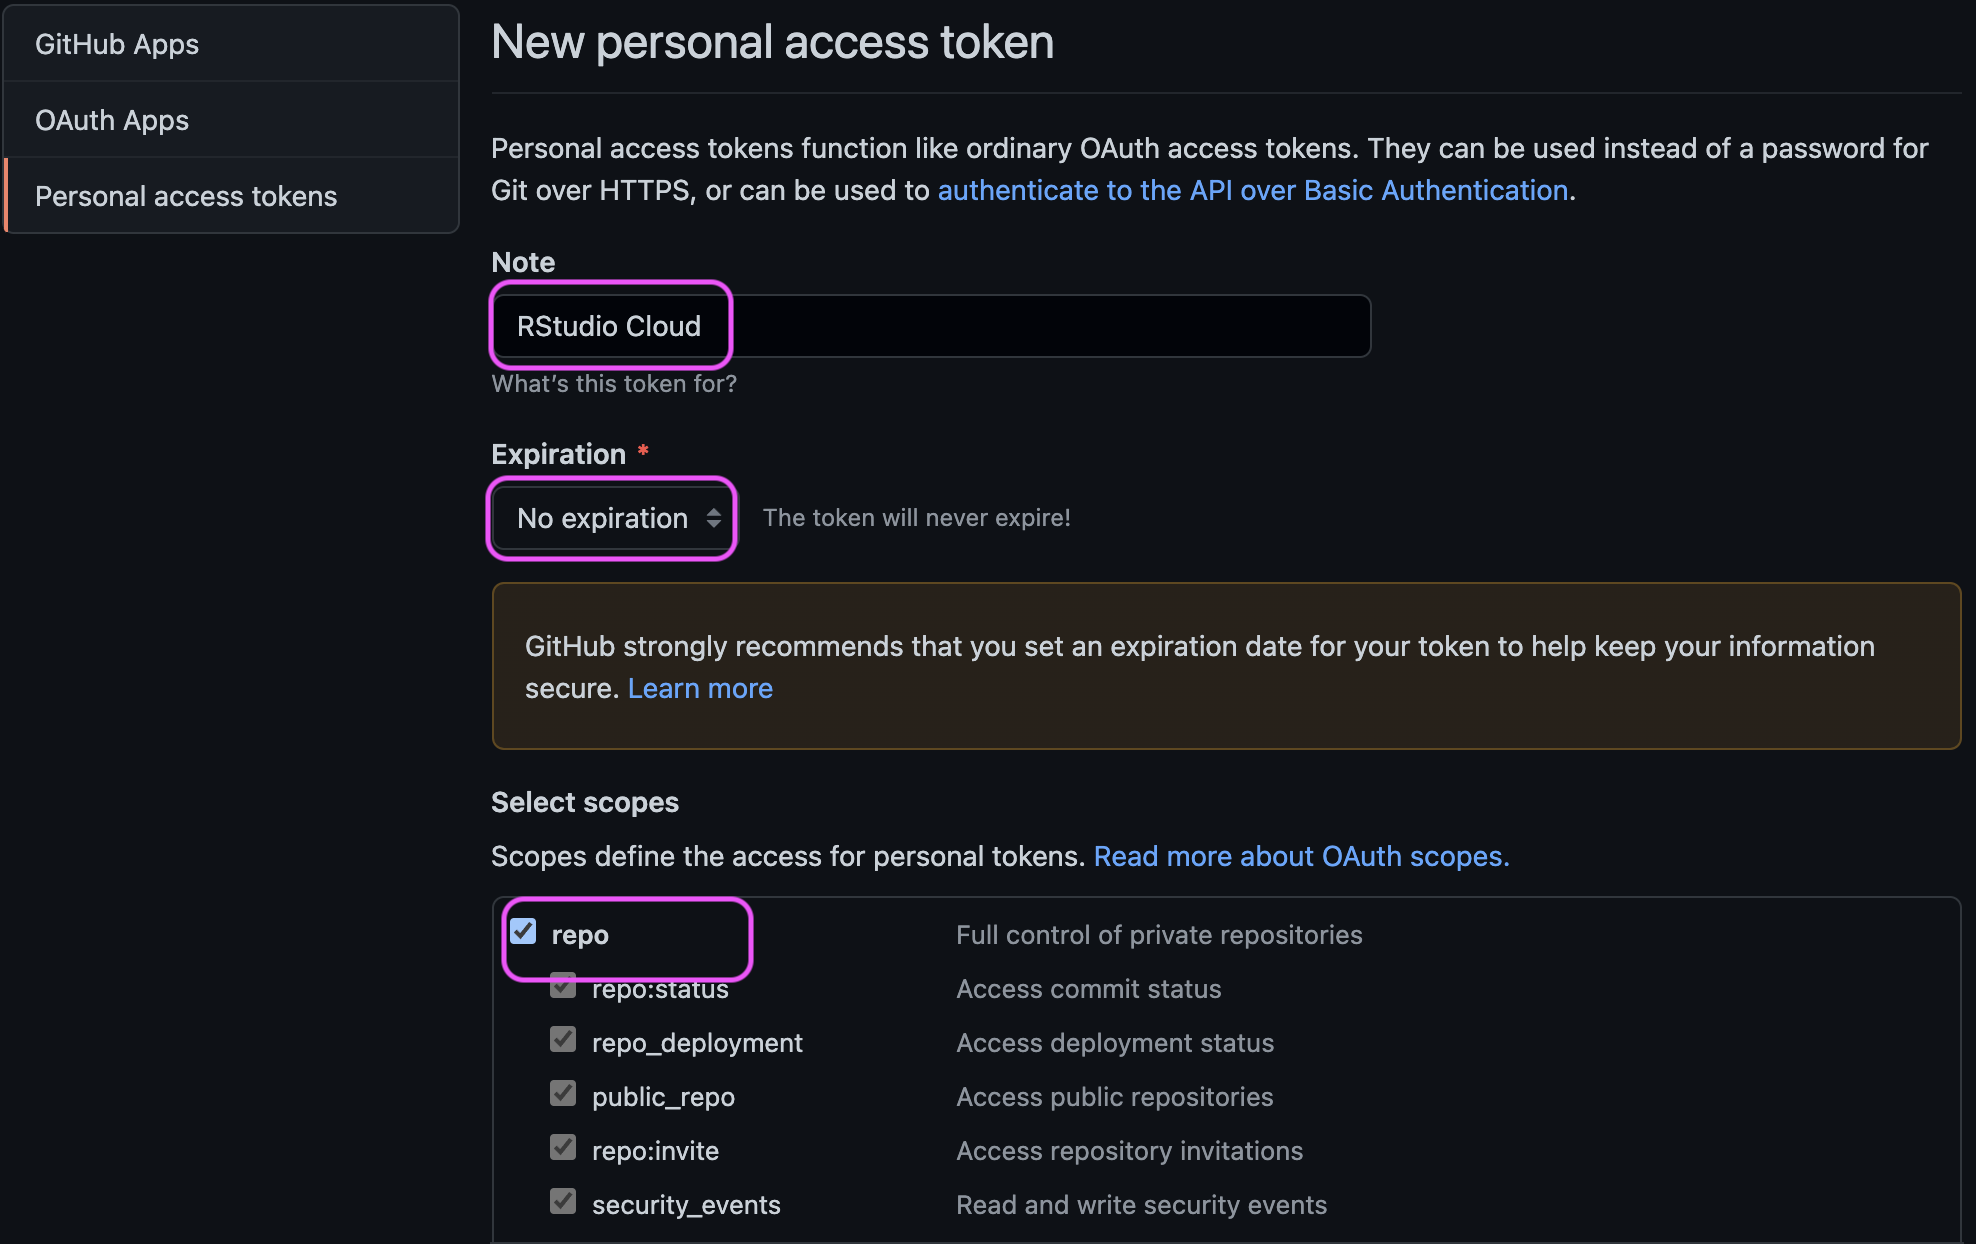 GitHub Apps
OAuth Apps
Personal access tokens
New personal access token
Personal access tokens function like ordinary OAuth access tokens. They can be used instead of a password for
Git over HTTPS, or can be used to authenticate to the API over Basic Authentication.
Note
RStudio Cloud
What's this token for?
Expiration *
No expiration The token will never expire!
GitHub strongly recommends that you set an expiration date for your token to help keep your information
secure. Learn more
Select scopes
Scopes define the access for personal tokens. Read more about OAuth scopes.
repo Full control of private repositories
repo:status Access commit status
repo_deployment Access deployment status
public_repo Access public repositories
repo:invite Access repository invitations
security_events Read and write security events